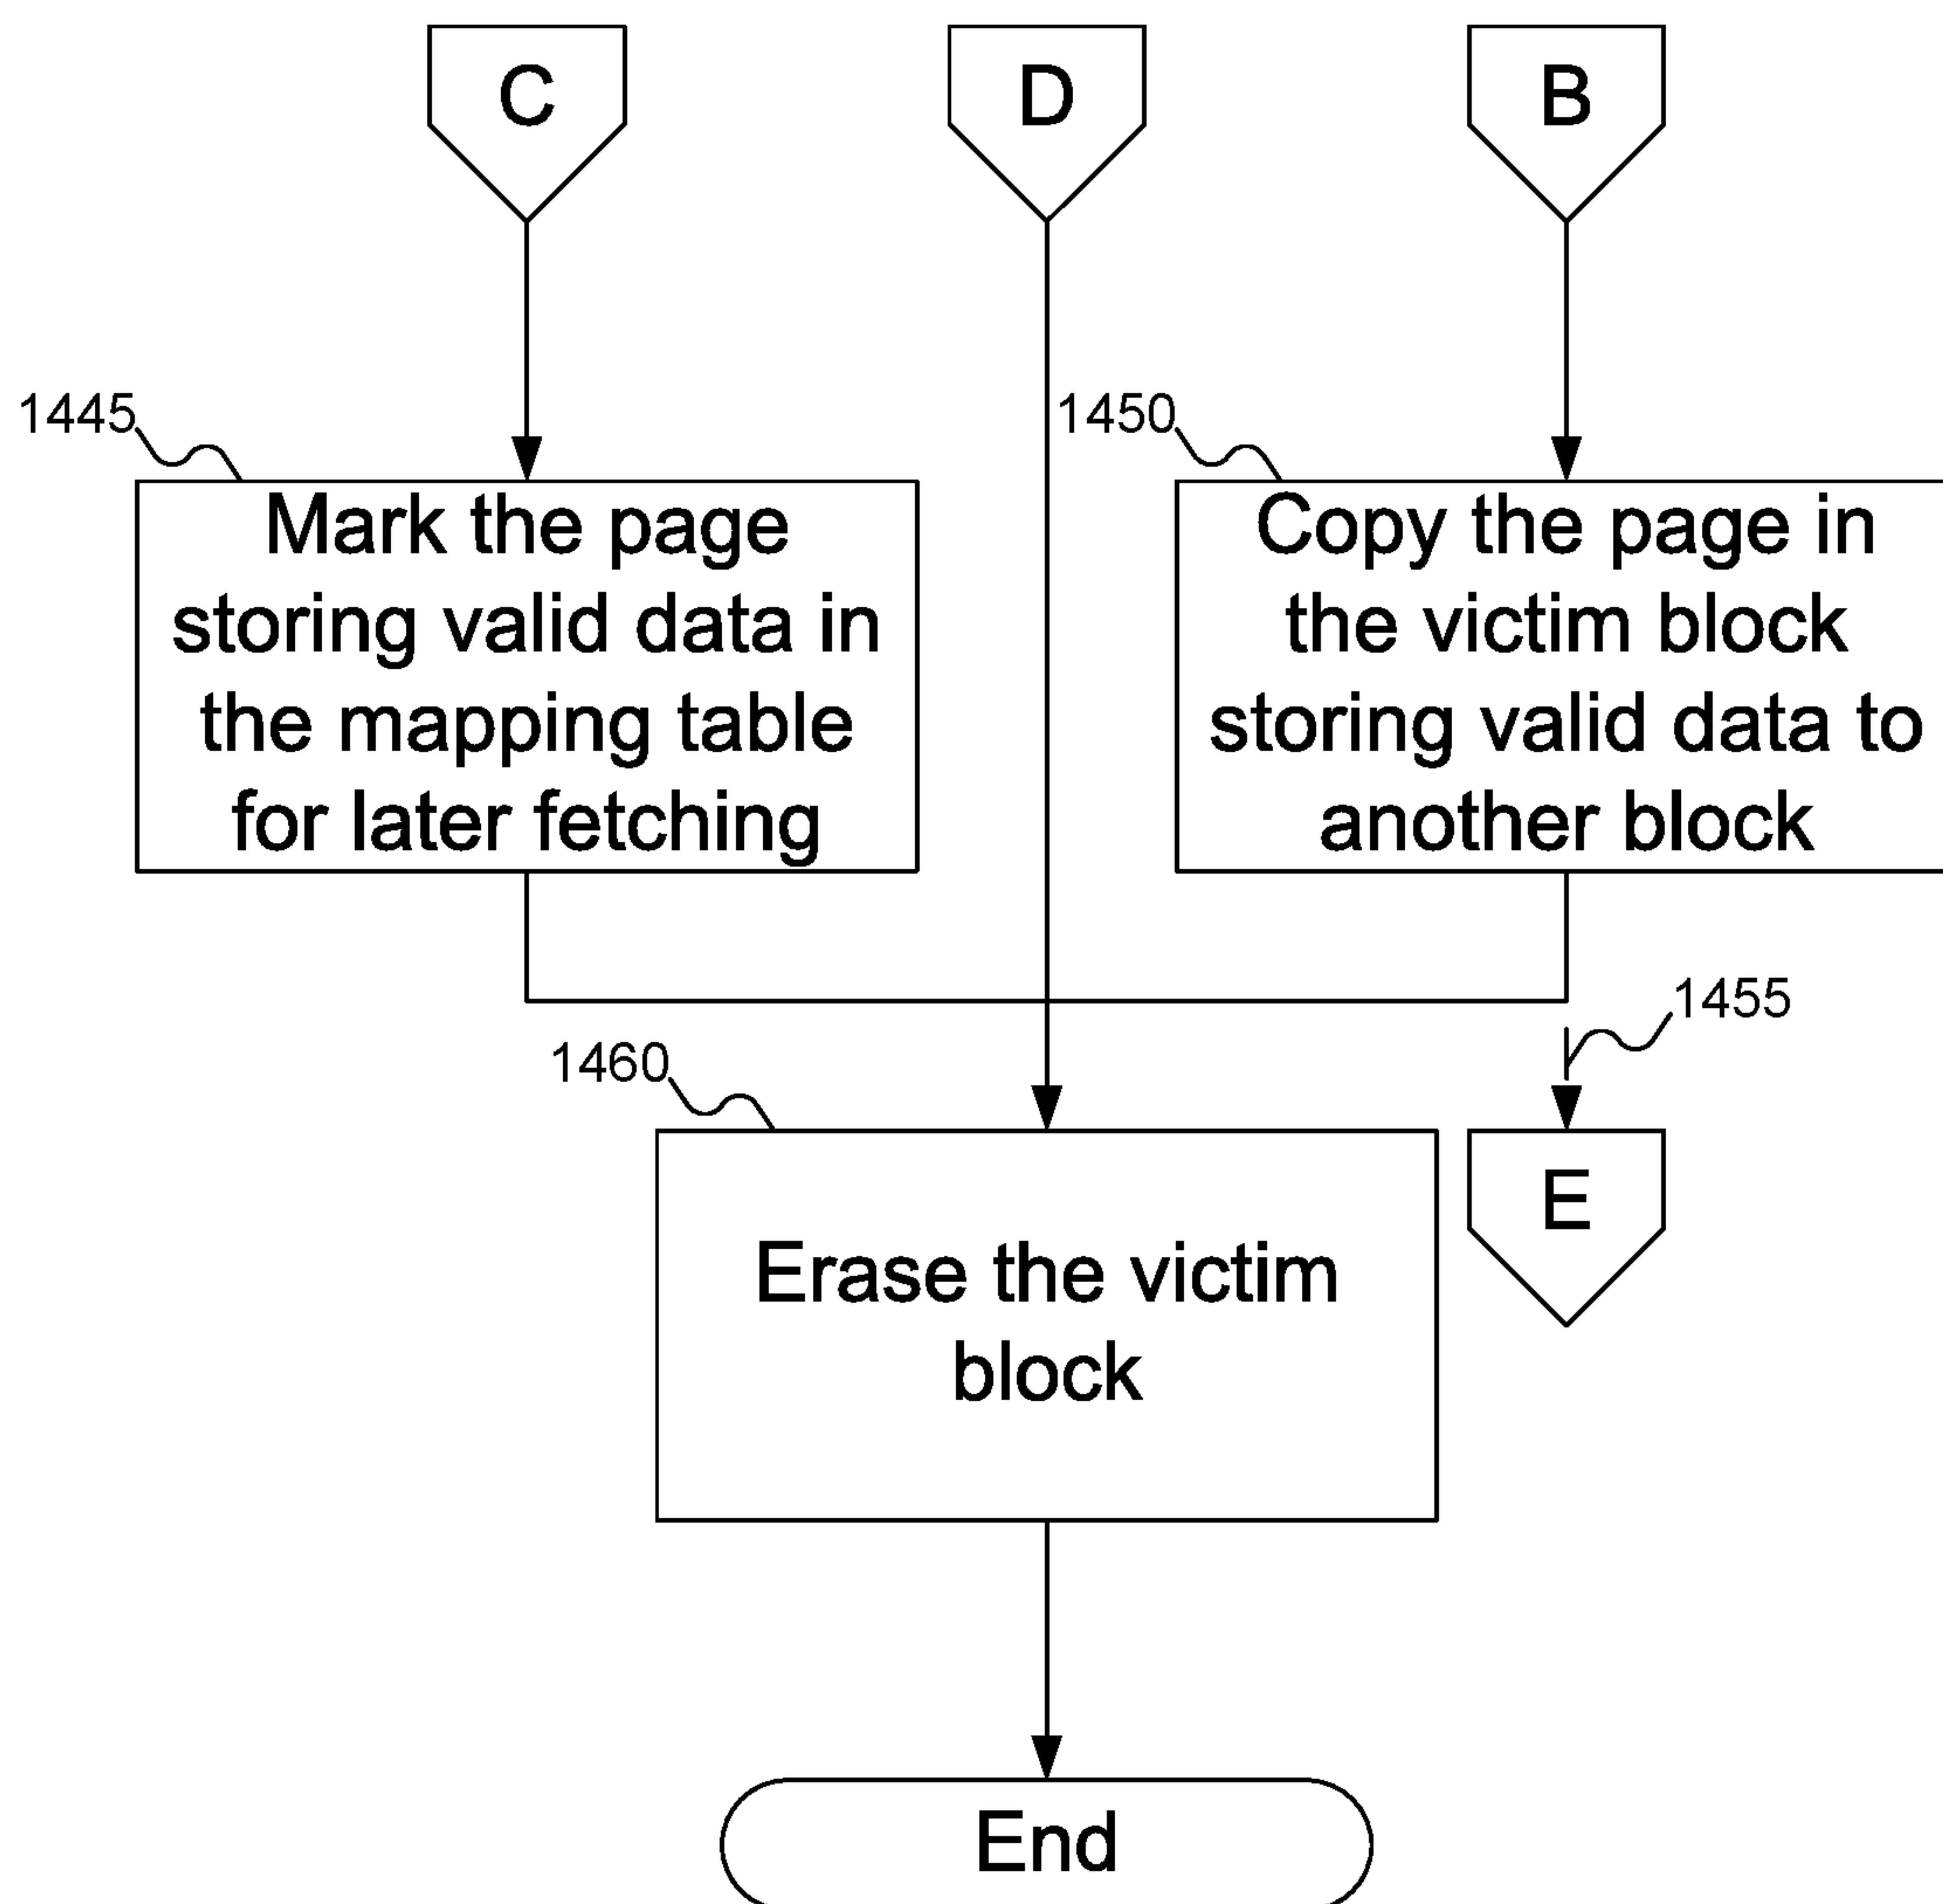 C
D
B
1445
1450
Mark the page
storing valid data in
the mapping table
for later fetching
Copy the page in
the victim block
storing valid data to
another block
1455
1460
E
Erase the victim
block
End